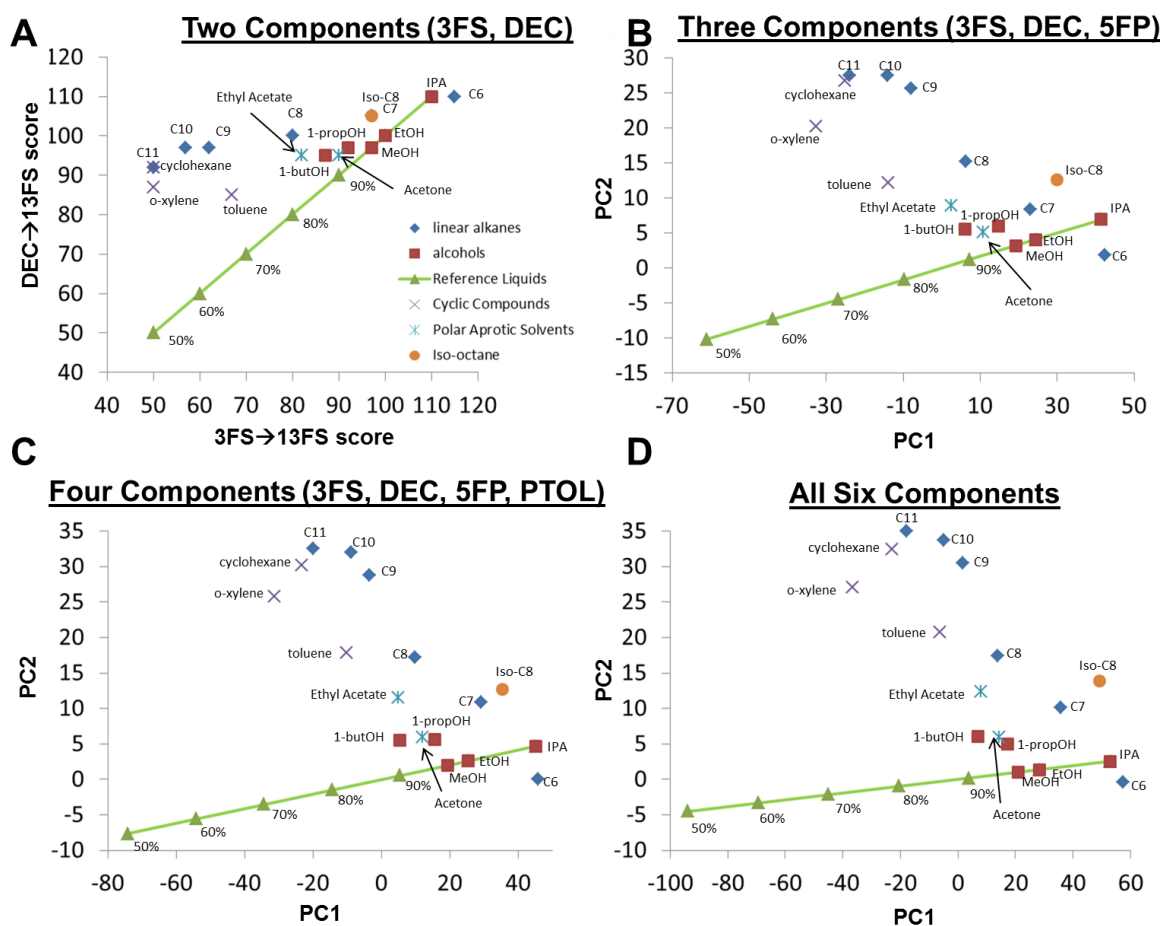 A
Two Components (3FS, DEC)
120
110
100
90
80
70
60
50
40
40
50
60
70
80
90
100
110
120
DEC→13FS score
3FS→13FS score
IPA
C6
Iso-C8
C7
Ethyl Acetate
C8
C10
C9
1-propOH
EtOH
C11
cyclohexane
1-butOH
MeOH
o-xylene
toluene
90%
Acetone
80%
70%
60%
50%
linear alkanes
alcohols
Reference Liquids
Cyclic Compounds
Polar Aprotic Solvents
Iso-octane
B
Three Components (3FS, DEC, 5FP)
30
25
20
15
10
5
0
-5
-10
-15
-70
-50
-30
-10
10
30
50
PC2
PC1
C11
C10
cyclohexane
C9
o-xylene
C8
Iso-C8
toluene
Ethyl Acetate
1-propOH
C7
IPA
1-butOH
EtOH
MeOH
C6
90%
Acetone
80%
70%
60%
50%
C
Four Components (3FS, DEC, 5FP, PTOL)
35
30
25
20
15
10
5
0
-5
-10
-80
-60
-40
-20
0
20
40
PC2
PC1
C11
C10
cyclohexane
C9
o-xylene
toluene
C8
Iso-C8
Ethyl Acetate
C7
1-propOH
1-butOH
IPA
EtOH
MeOH
C6
90%
Acetone
80%
70%
60%
50%
D
All Six Components
35
30
25
20
15
10
5
0
-5
-10
-100
-80
-60
-40
-20
0
20
40
60
PC2
PC1
C11
C10
cyclohexane
C9
o-xylene
toluene
C8
Iso-C8
Ethyl Acetate
C7
1-butOH
1-propOH
IPA
EtOH
MeOH
C6
90%
Acetone
80%
70%
60%
50%